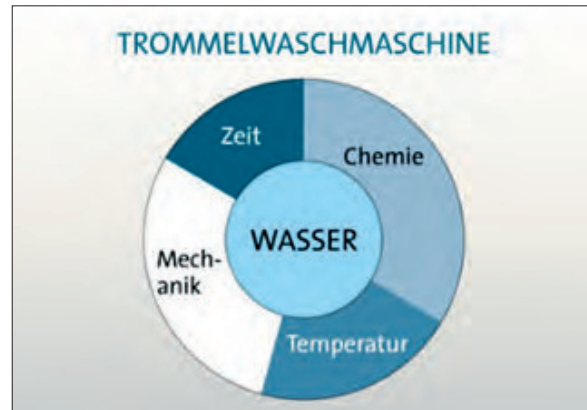 TROMMELWASCHMASCHINE
Zeit
Chemie
WASSER
Mech-
anik
Temperatur